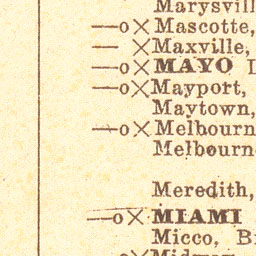 Marysvill
—o× Mascotte,
— × Maxville,
—o× MAYO
—o× Mayport,
Maytown,
—o× Melbourn
Melbourn
Meredith,
—o× MIAMI
Micco, B